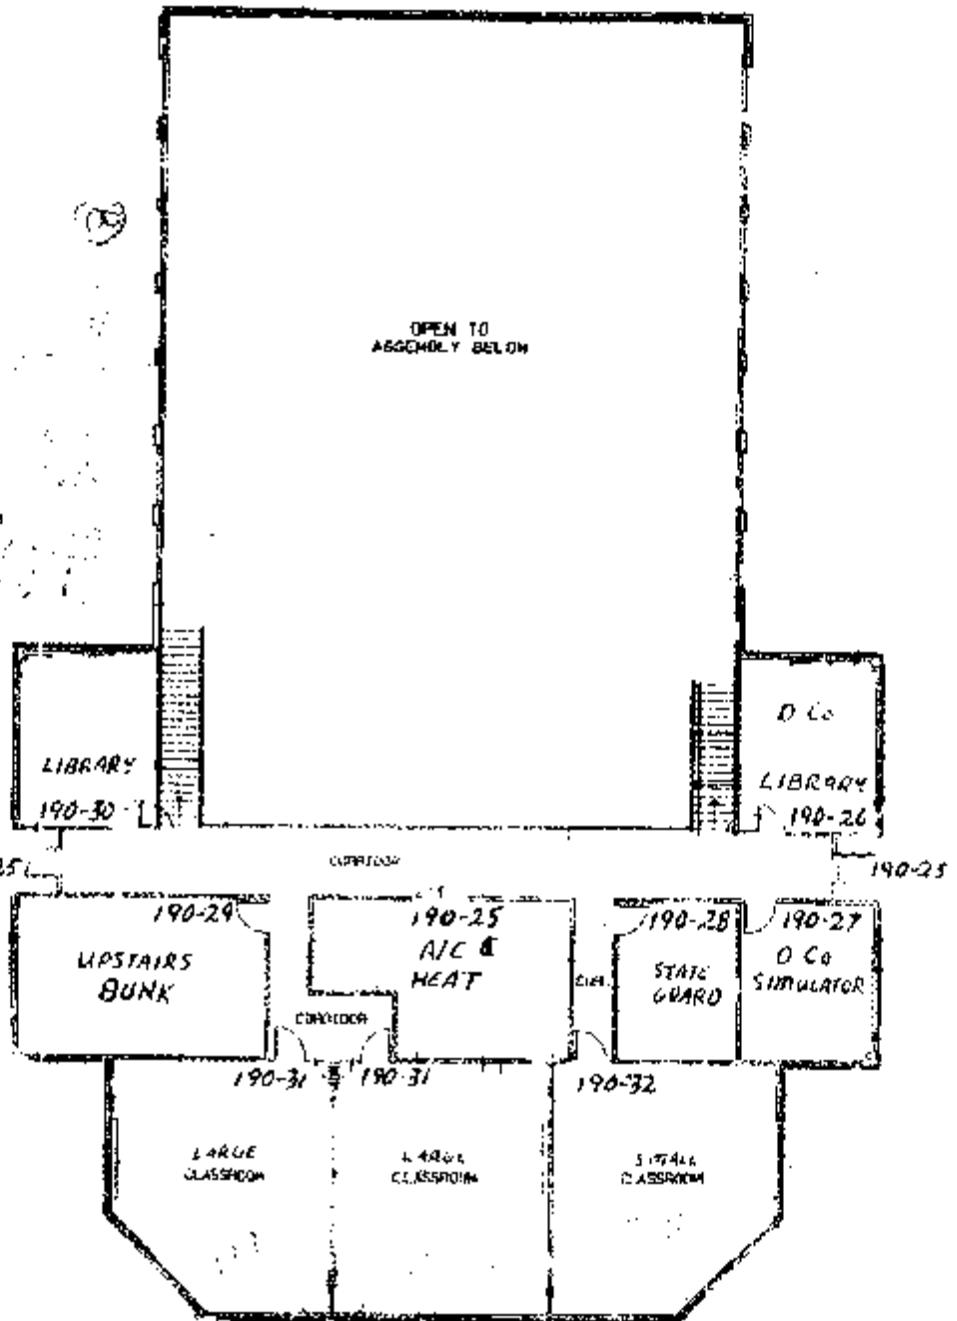 OPEN TO
ASSEMBLY BELOW
D Co
LIBRARY
LIBRARY
190-30
190-26
CORRIDOR
190-25
190-29
190-25
A/C &
HEAT
190-28
190-27
UPSTAIRS
BUNK
STATE
GUARD
D Co
SIMULATOR
COR.
CORRIDOR
190-31
190-31
190-32
LARGE
CLASSROOM
LARGE
CLASSROOM
SMALL
CLASSROOM